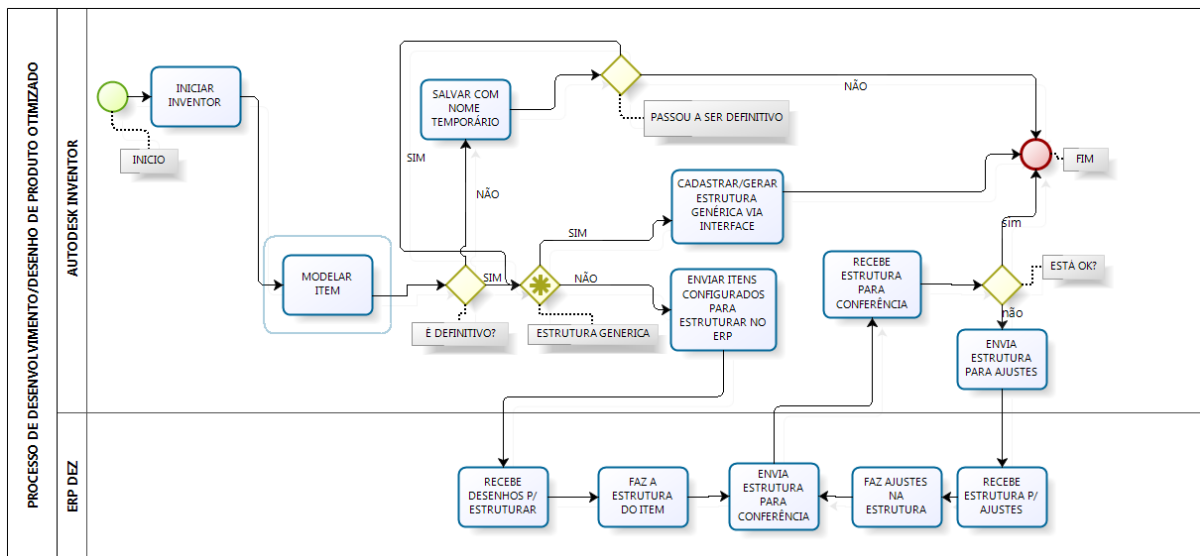 PROCESSO DE DESENVOLVIMENTO/DESENHO DE PRODUTO OTIMIZADO
AUTODESK INVENTOR
INICIAR
INVENTOR
INICIO
MODELAR
ITEM
É DEFINITIVO?
NÃO
SIM
SALVAR COM
NOME
TEMPORÁRIO
PASSOU A SER DEFINITIVO
NÃO
SIM
ESTRUTURA GENERICA
SIM
NÃO
CADASTRAR/GERAR
ESTRUTURA
GENÉRICA VIA
INTERFACE
ENVIAR ITENS
CONFIGURADOS
PARA
ESTRUTURAR NO
ERP
RECEBE
ESTRUTURA
PARA
CONFERÊNCIA
ESTÁ OK?
sim
não
FIM
ENVIA
ESTRUTURA
PARA AJUSTES
ERP DEZ
RECEBE
DESENHOS P/
ESTRUTURAR
FAZ A
ESTRUTURA
DO ITEM
ENVIA
ESTRUTURA
PARA
CONFERÊNCIA
FAZ AJUSTES
NA
ESTRUTURA
RECEBE
ESTRUTURA P/
AJUSTES